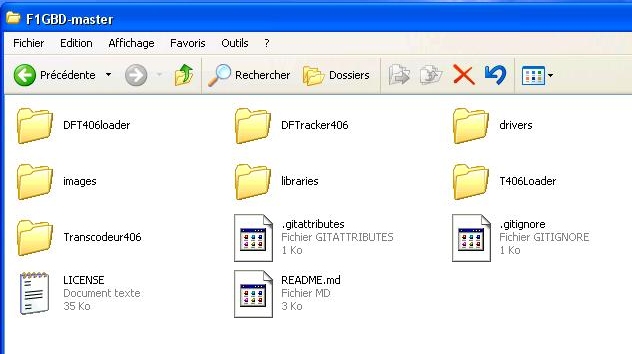 F1GBD-master
Fichier Edition Affichage Favoris Outils ?
Précédente Rechercher Dossiers
DFT406loader DFTracker406 drivers
images libraries T406Loader
Transcodeur406 .gitattributes .gitignore
Fichier GITATTRIBUTES Fichier GITIGNORE
1 Ko 1 Ko
LICENSE README.md
Document texte Fichier MD
35 Ko 3 Ko